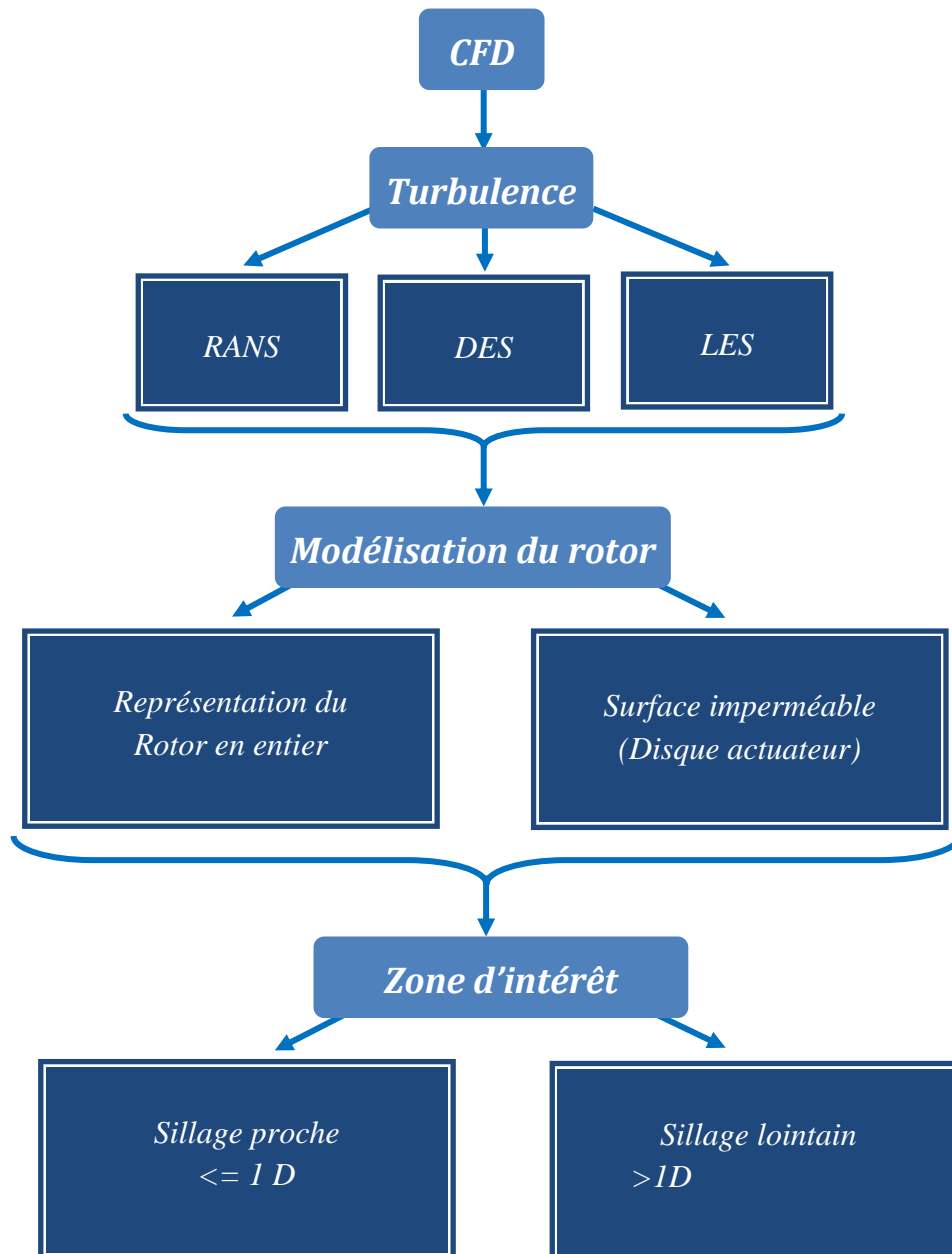 CFD
Turbulence
RANS
DES
LES
Modélisation du rotor
Représentation du
Rotor en entier
Surface imperméable
(Disque actuateur)
Zone d'intérêt
Sillage proche
<= 1 D
Sillage lointain
>1D